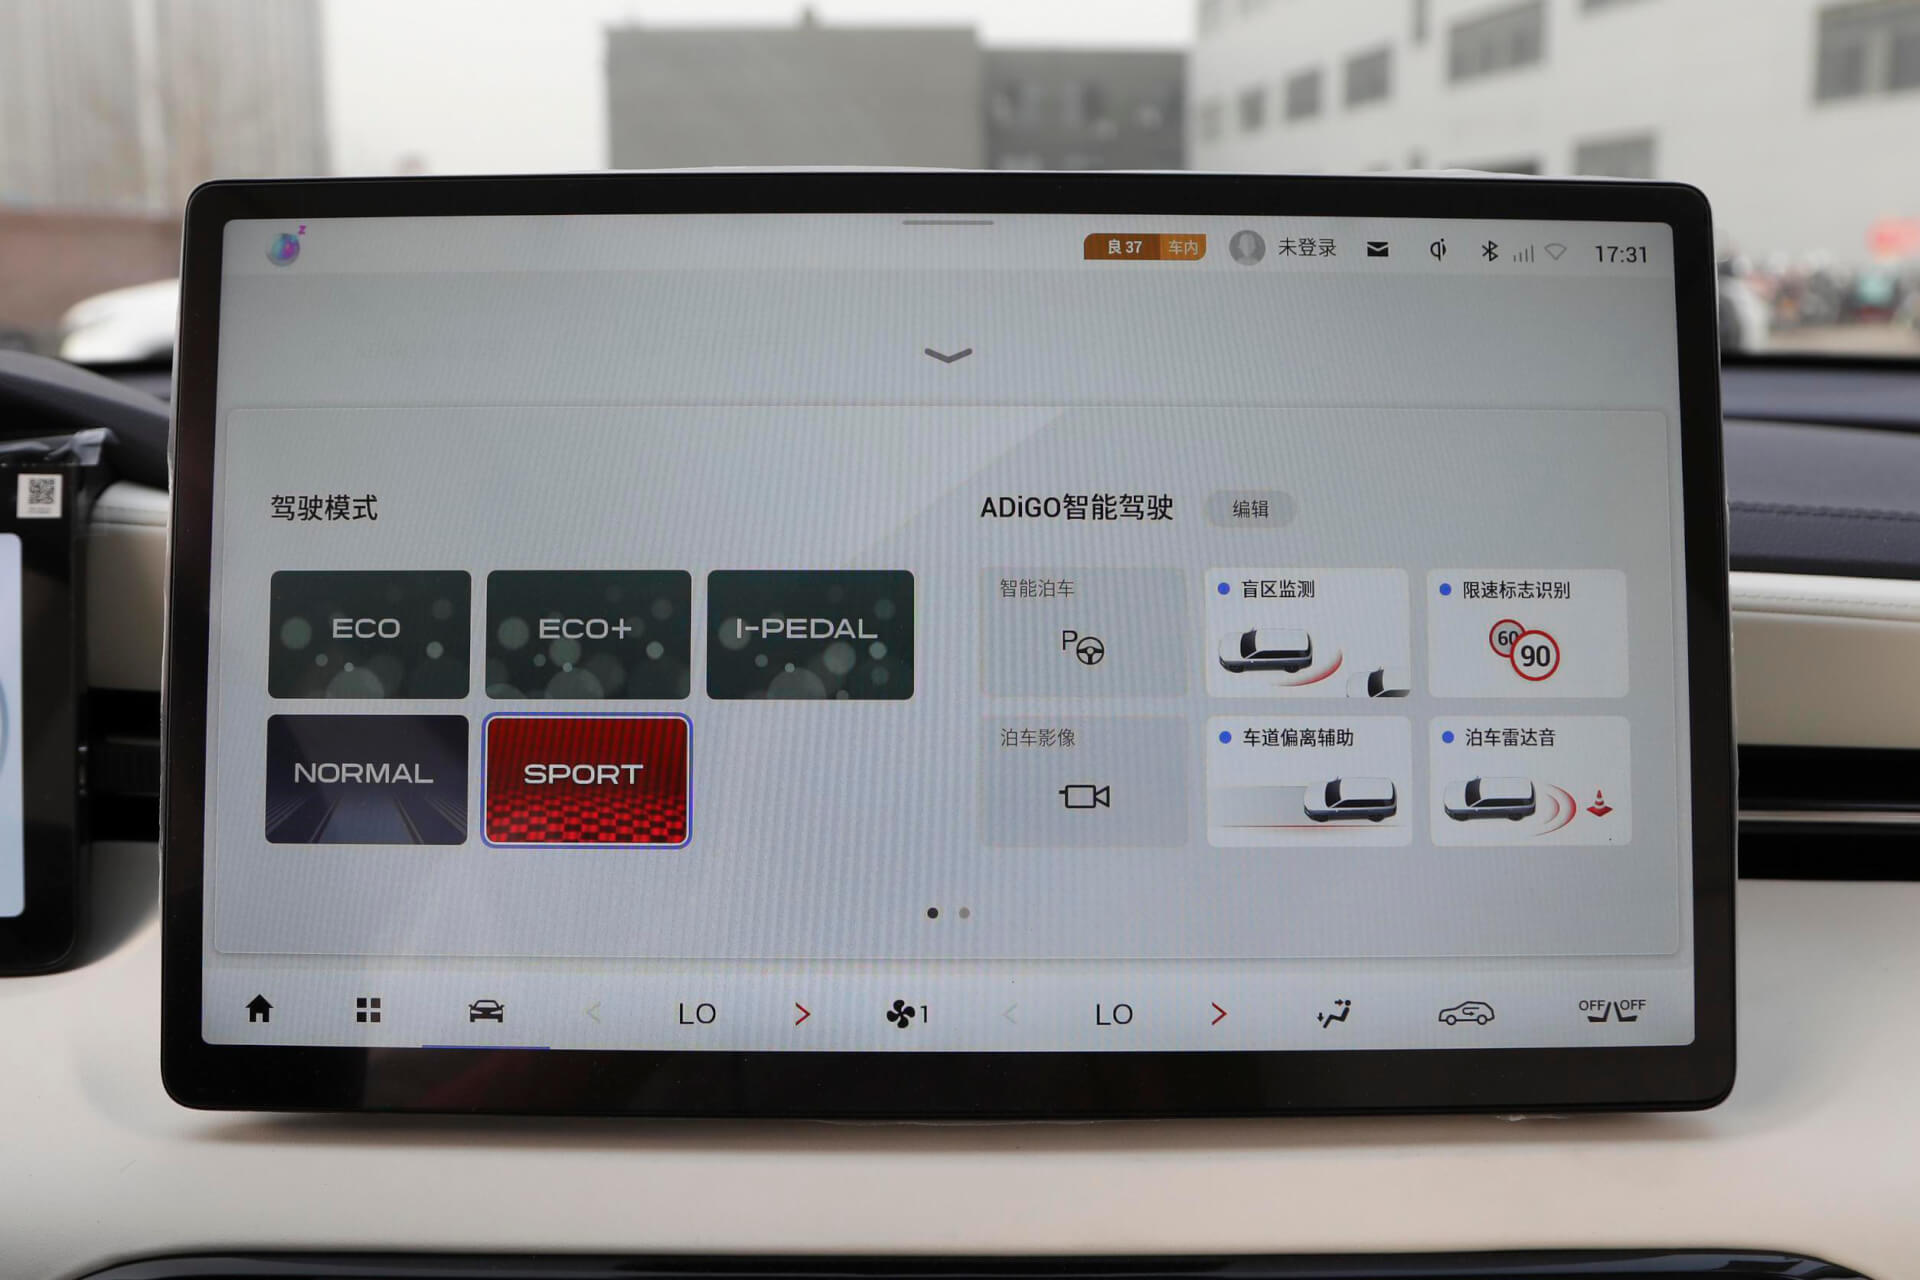 良 37 车内 未登录 17:31
驾驶模式
ECO ECO+ I-PEDAL
NORMAL SPORT
ADiGO智能驾驶 编辑
智能泊车 盲区监测 限速标志识别
P 60 90
泊车影像 车道偏离辅助 泊车雷达音
LO 1 LO OFF OFF